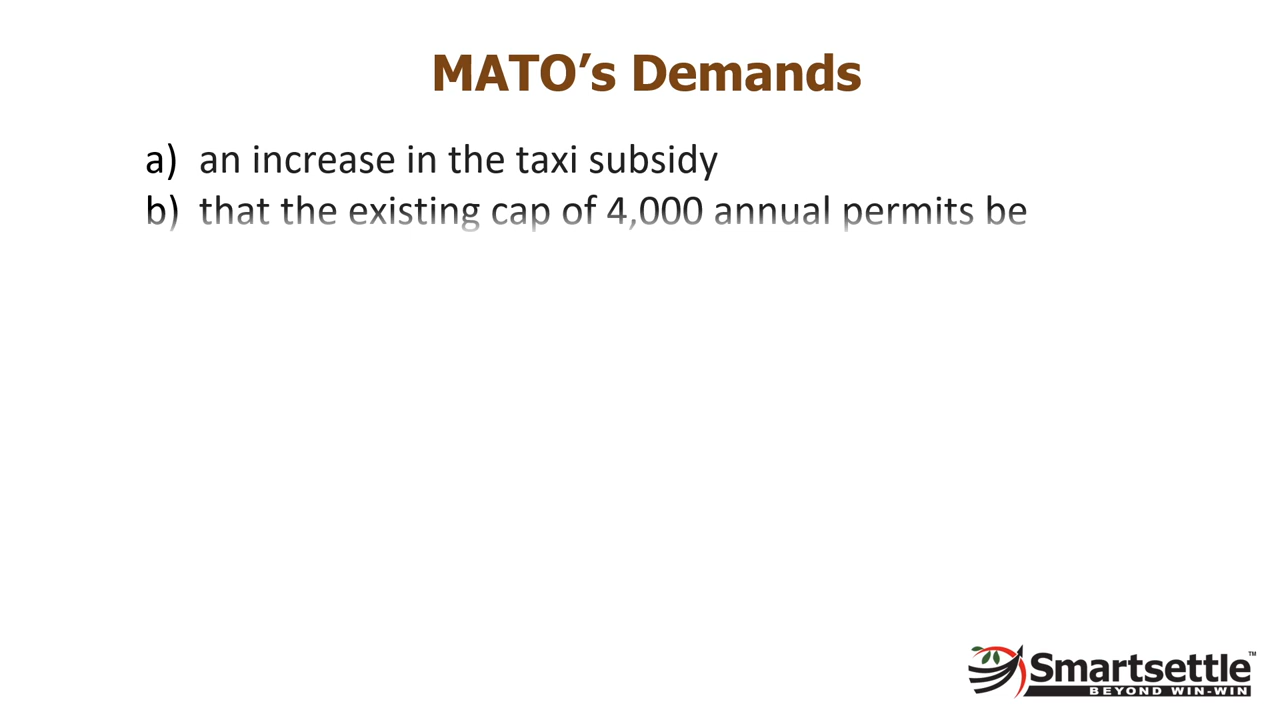 MATO’s Demands
a) an increase in the taxi subsidy
b) that the existing cap of 4,000 annual permits be
Smartsettle™
BEYOND WIN-WIN